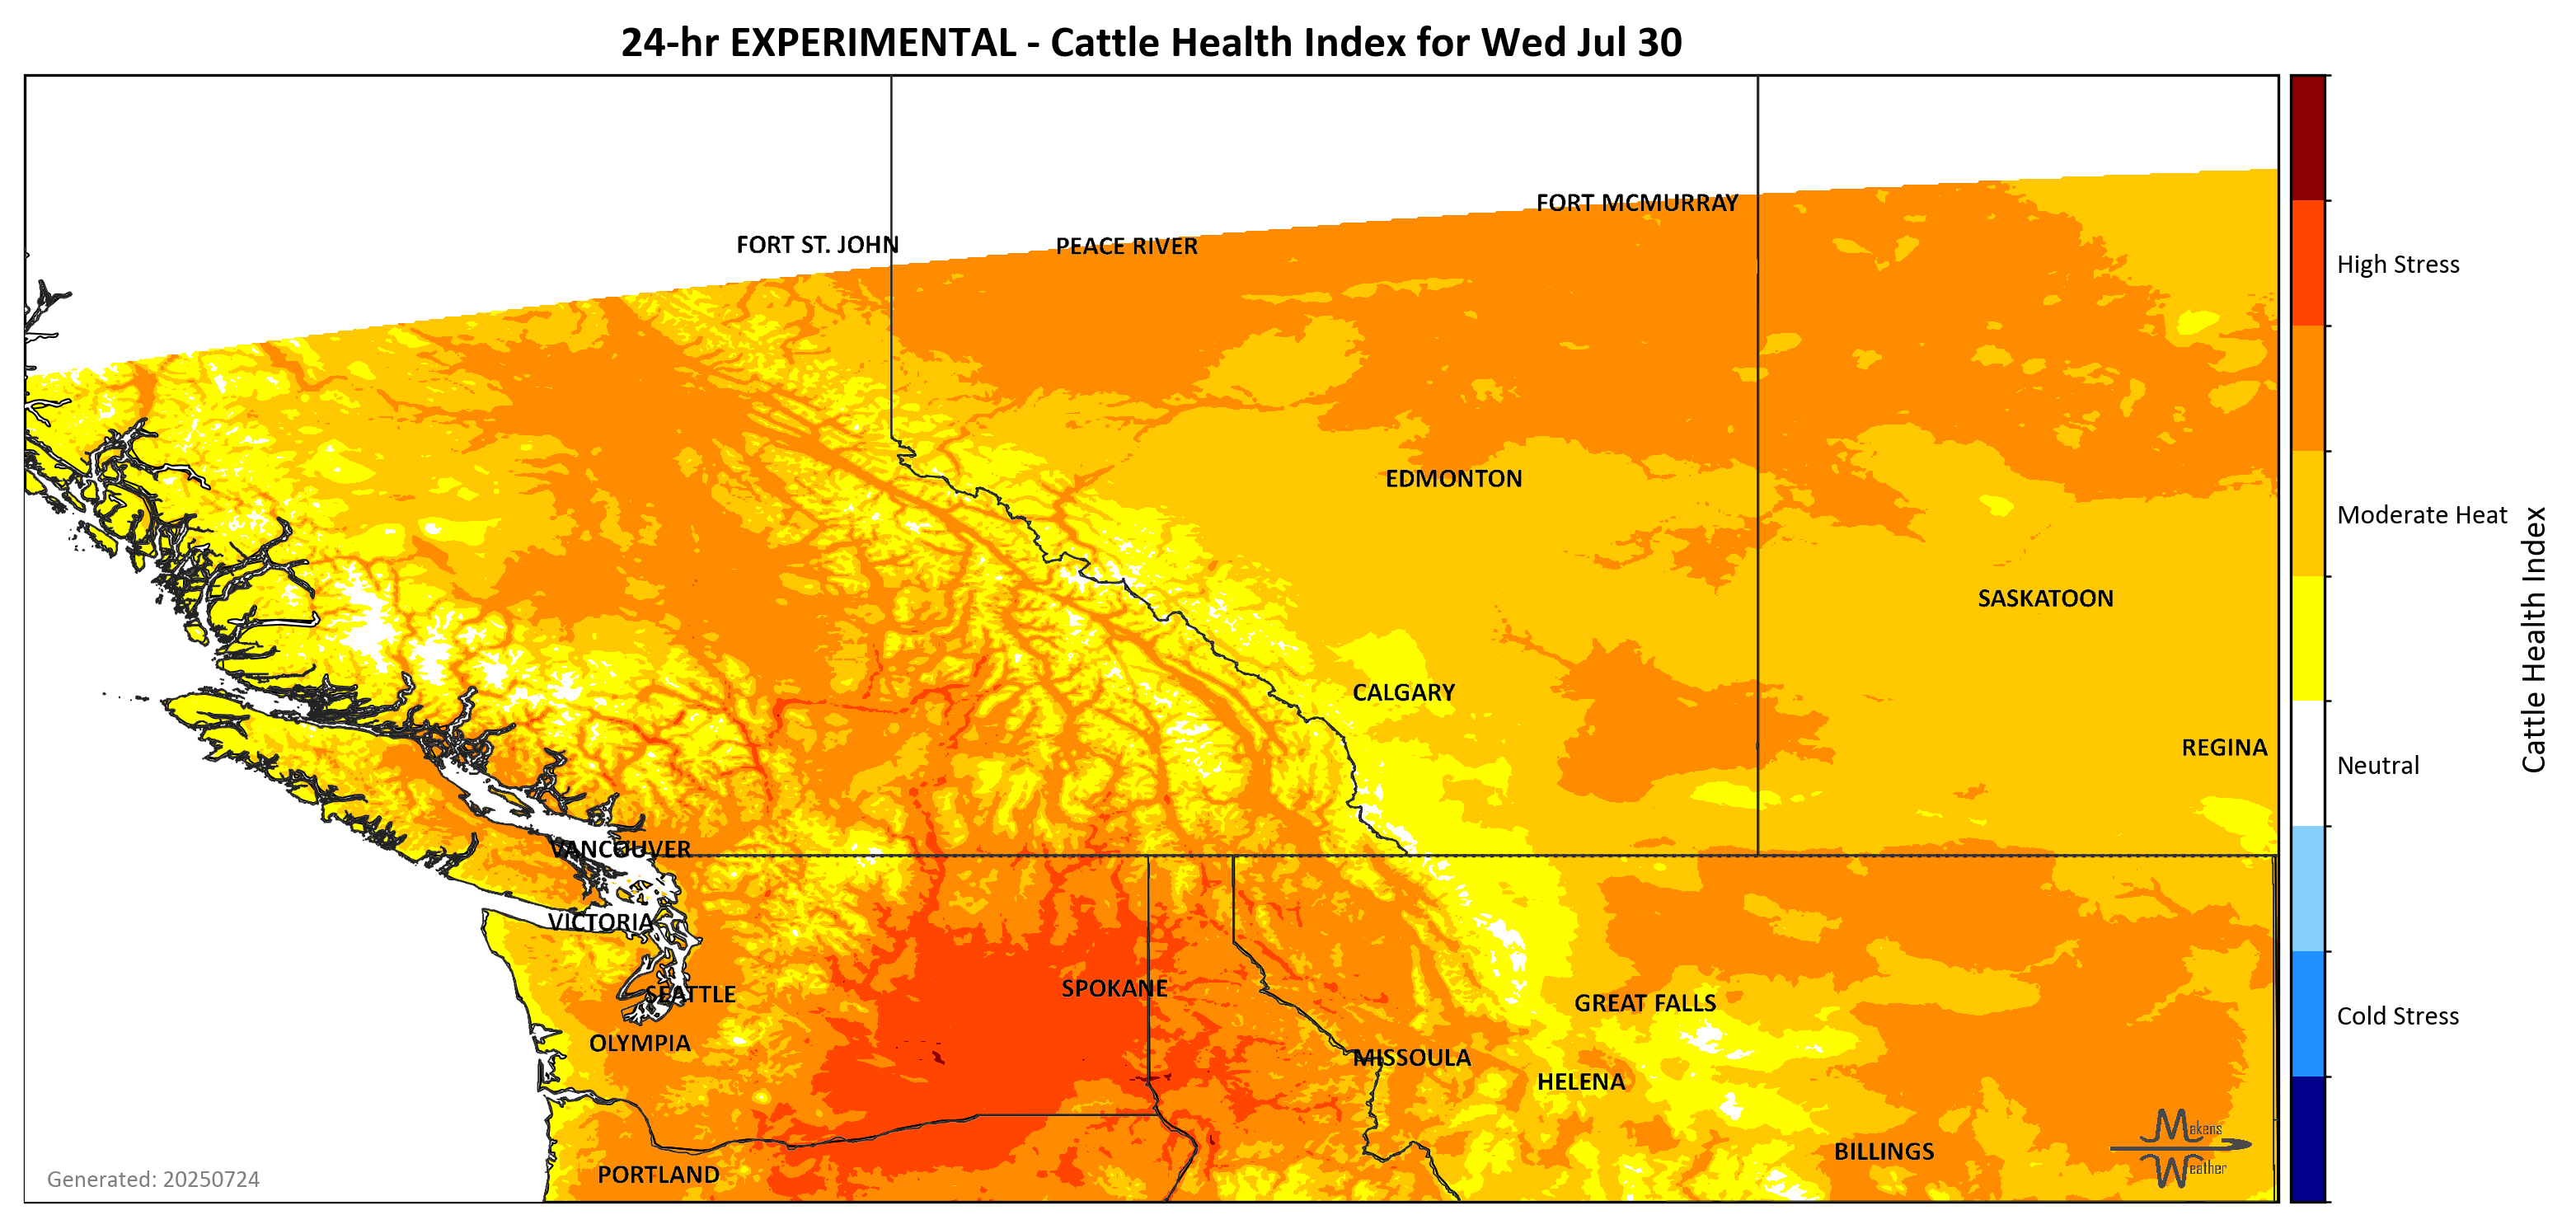 24-hr EXPERIMENTAL - Cattle Health Index for Wed Jul 30
FORT MCMURRAY
FORT ST. JOHN
PEACE RIVER
High Stress
EDMONTON
Moderate Heat
SASKATOON
CALGARY
REGINA
Cattle Health Index
Neutral
VANCOUVER
VICTORIA
SPOKANE
SEATTLE
GREAT FALLS
Cold Stress
OLYMPIA
MISSOULA
HELENA
BILLINGS
Makens
Weather
PORTLAND
Generated: 20250724